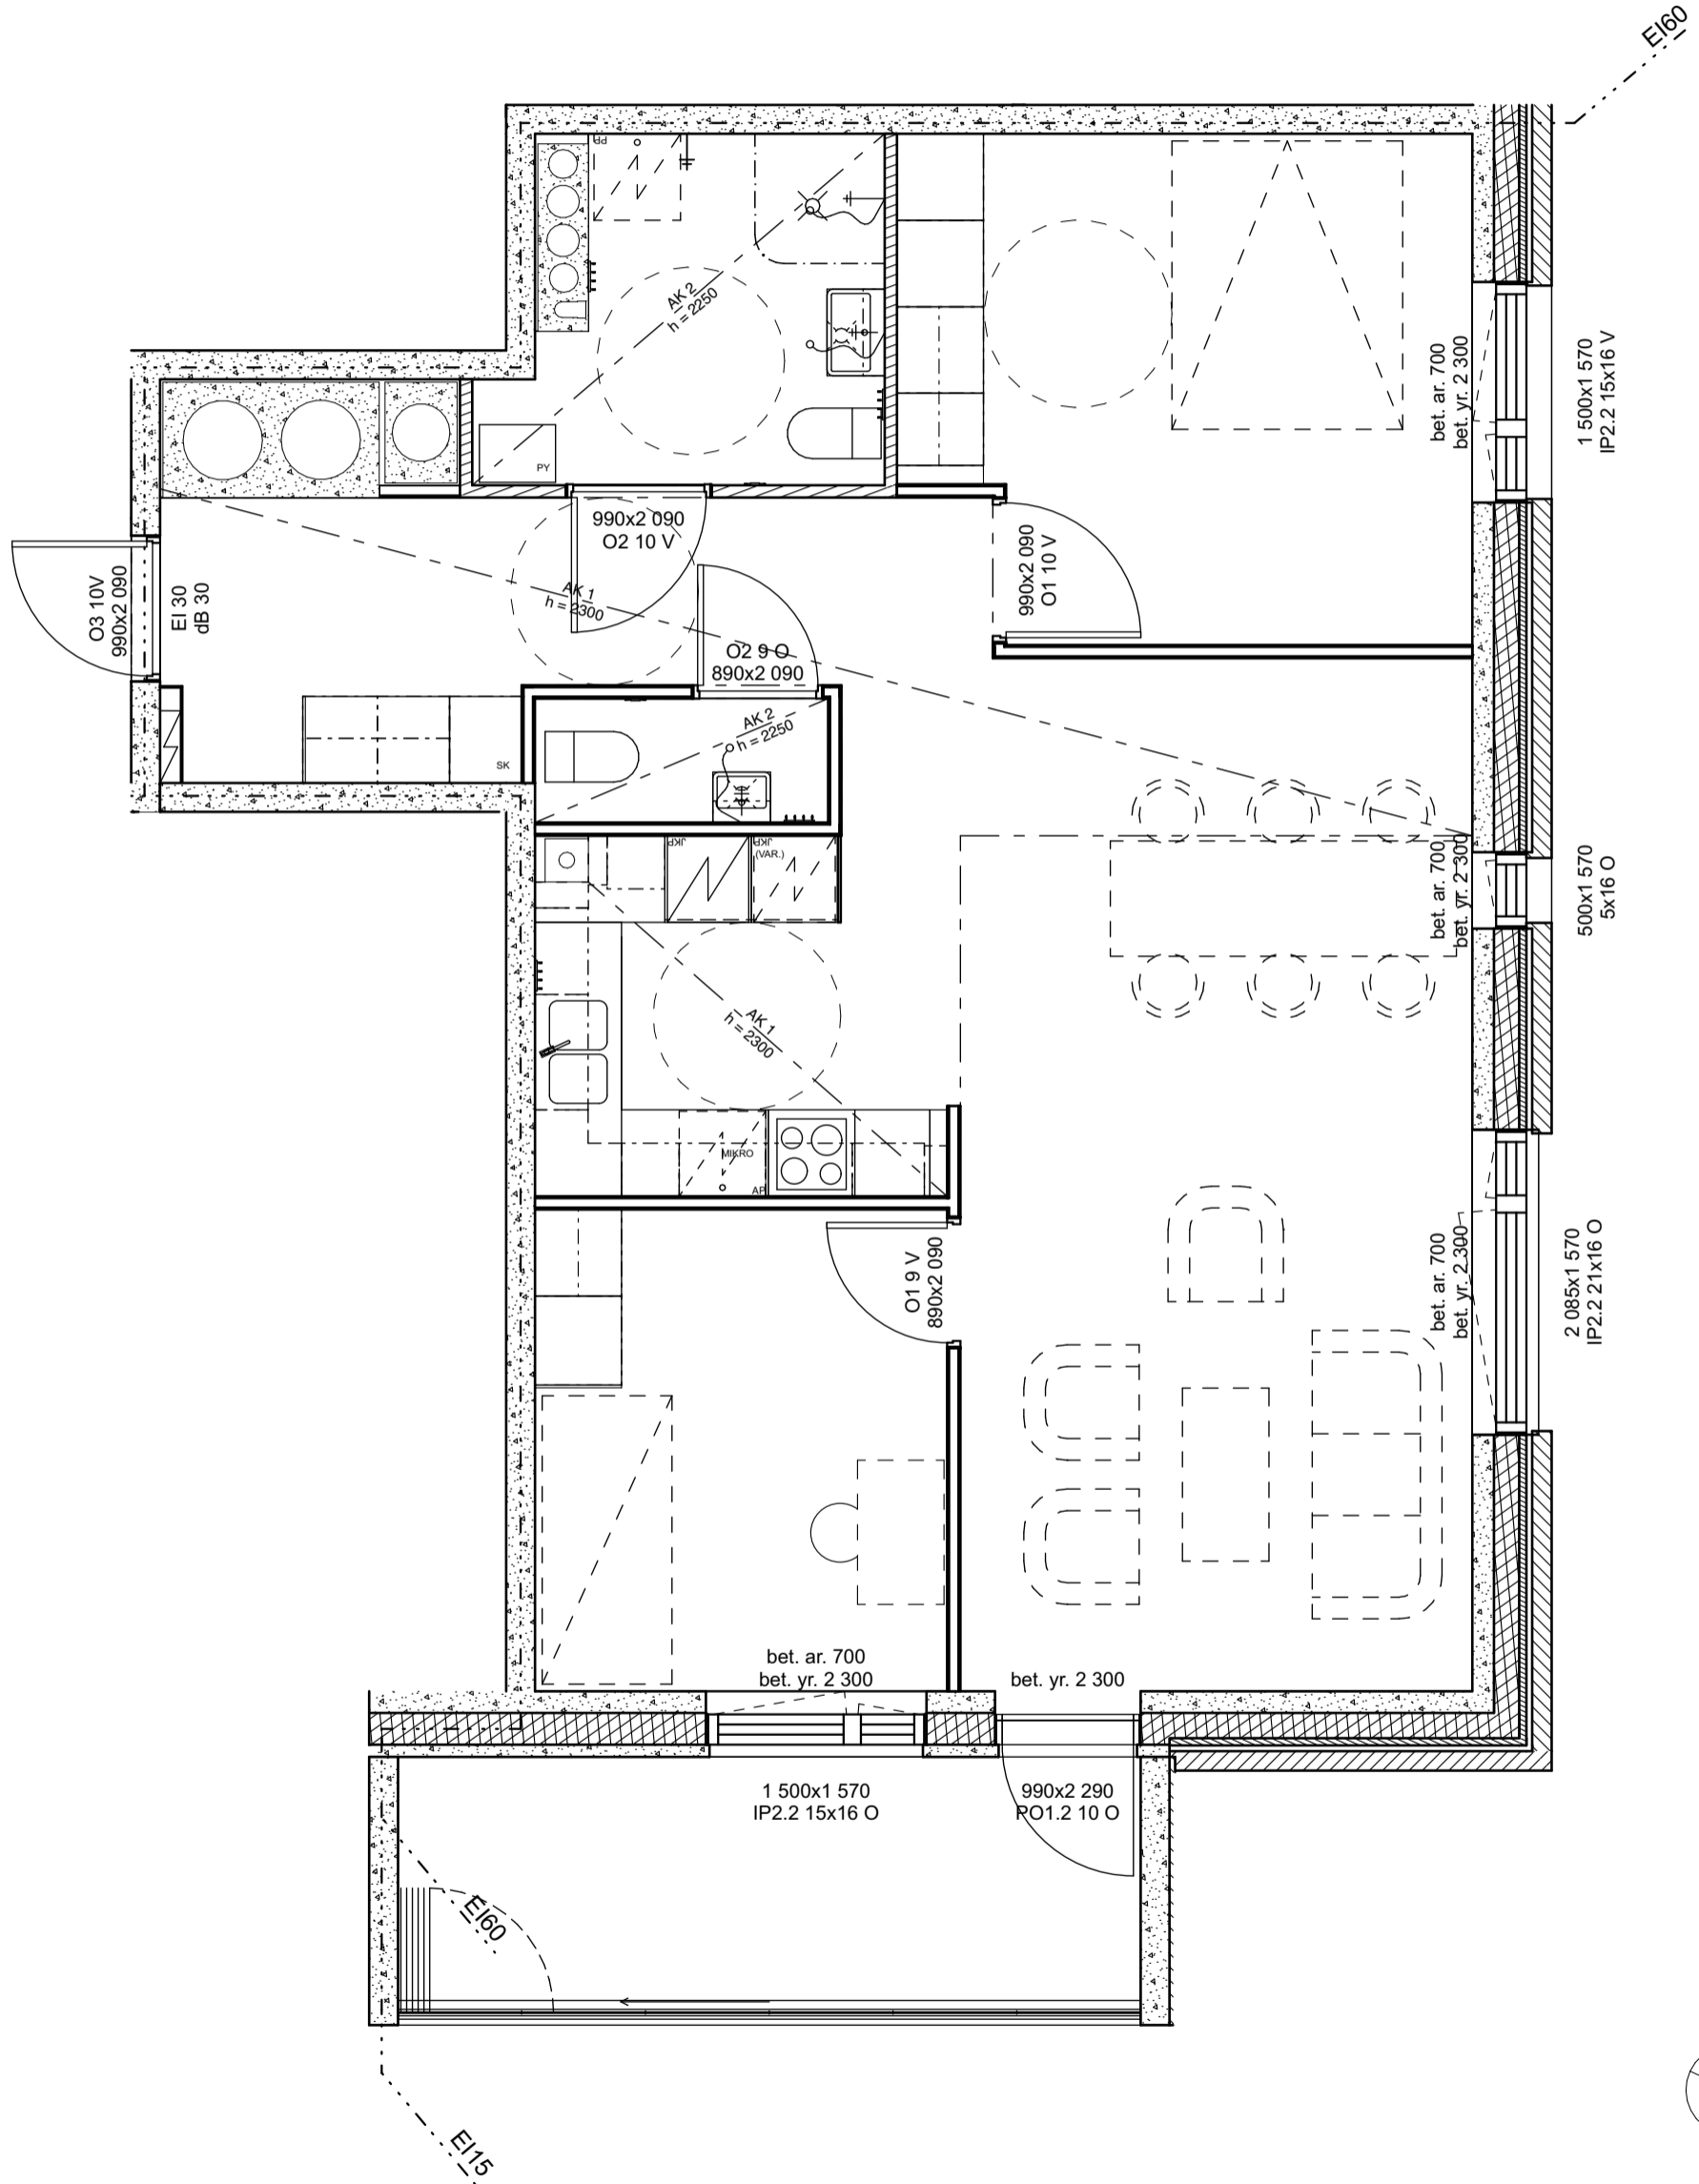 EI60
PP
AK 2
h = 2250
bet. ar. 700
bet. yr. 2 300
1 500x1 570
IP2.2 15x16 V
PY
990x2 090
O2 10 V
990x2 090
O1 10 V
O3 10V
990x2 090
EI 30
dB 30
AK 1
h = 2300
O2 9 O
890x2 090
AK 2
h = 2250
SK
JKP
JKP
(VAR.)
bet. ar. 700
bet. yr. 2 300
500x1 570
5x16 O
AK 1
h = 2300
MIKRO
AP
O1 9 V
890x2 090
bet. ar. 700
bet. yr. 2 300
2 085x1 570
IP2.2 21x16 O
bet. ar. 700
bet. yr. 2 300
bet. yr. 2 300
1 500x1 570
IP2.2 15x16 O
990x2 290
PO1.2 10 O
EI60
EI15